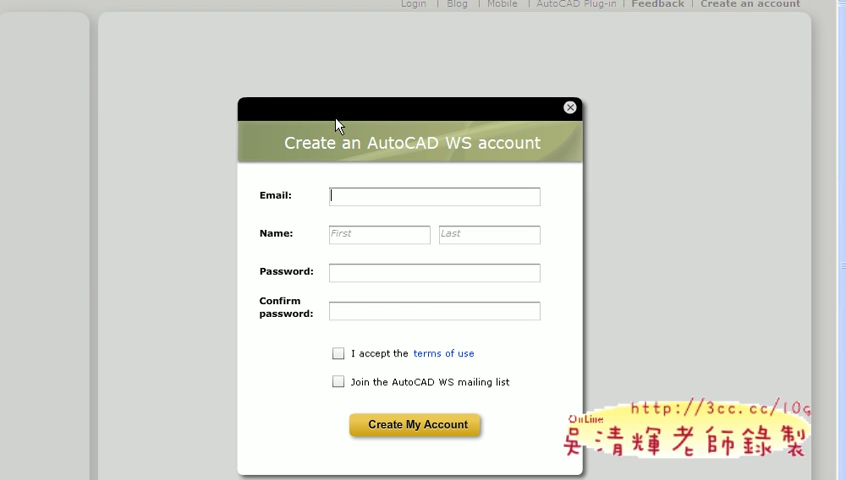 Login | Blog | Mobile | AutoCAD Plug-in | Feedback | Create an account
Create an AutoCAD WS account
Email:
Name: First Last
Password:
Confirm
password:
I accept the terms of use
Join the AutoCAD WS mailing list
Create My Account
http://3cc.cc/10g
OnLine
吳清輝老師錄製